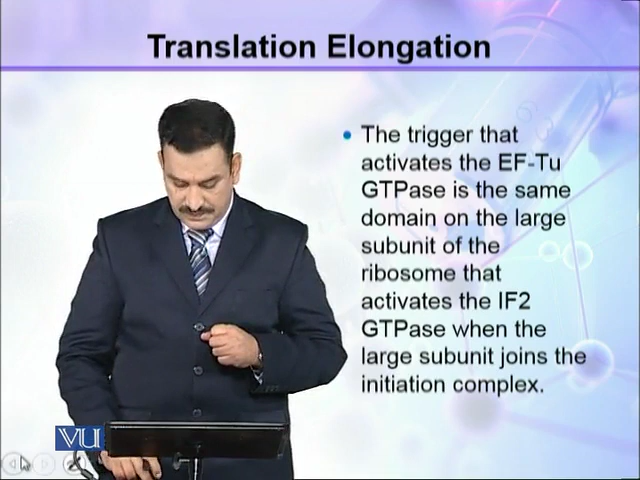 Translation Elongation
The trigger that
activates the EF-Tu
GTPase is the same
domain on the large
subunit of the
ribosome that
activates the IF2
GTPase when the
large subunit joins the
initiation complex.
VU